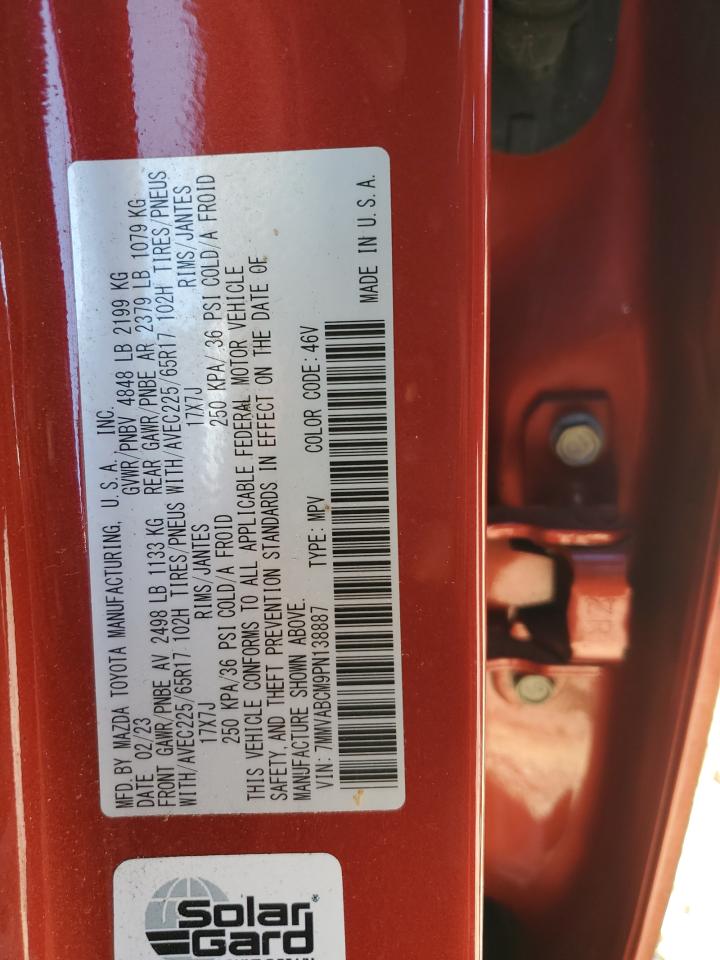 MFD. BY MAZDA TOYOTA MANUFACTURING, U.S.A, INC.
DATE 02/23 GVWR/PNBV 4848 LB 2199 KG
FRONT GAWR/PNBE AV 2498 LB 1133 KG REAR GAWR/PNBE AR 2379 LB 1079 KG
WITH/AVEC225/65R17 102H TIRES/PNEUS WITH/AVEC225/65R17 102H TIRES/PNEUS
17X7J RIMS/JANTES 17X7J RIMS/JANTES
250 KPA/36 PSI COLD/A FROID 250 KPA/36 PSI COLD/A FROID
THIS VEHICLE CONFORMS TO ALL APPLICABLE FEDERAL MOTOR VEHICLE
SAFETY, AND THEFT PREVENTION STANDARDS IN EFFECT ON THE DATE OF
MANUFACTURE SHOWN ABOVE.
VIN: 7MMVABCM9PN138887 TYPE: MPV COLOR CODE: 46V
MADE IN U.S.A.
Solar
Gard